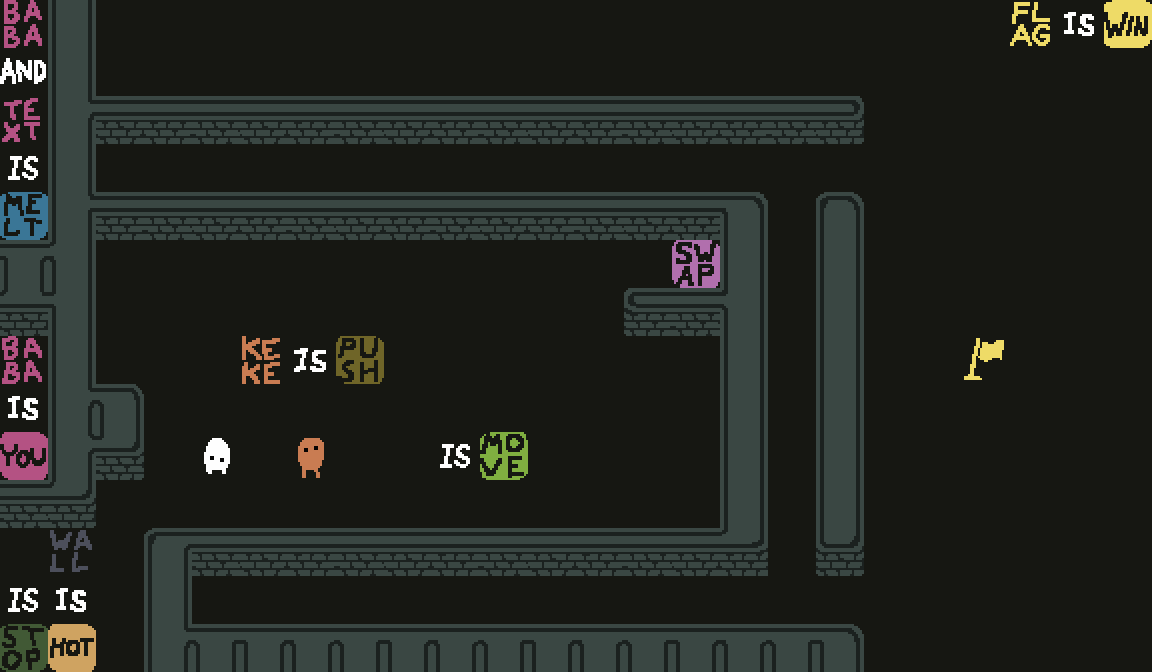 BABA
FLAG IS WIN
AND
TEXT
IS
MELT
SWAP
BABA
KEKE IS PUSH
IS
YOU
IS MOVE
WALL
IS IS
STOP HOT